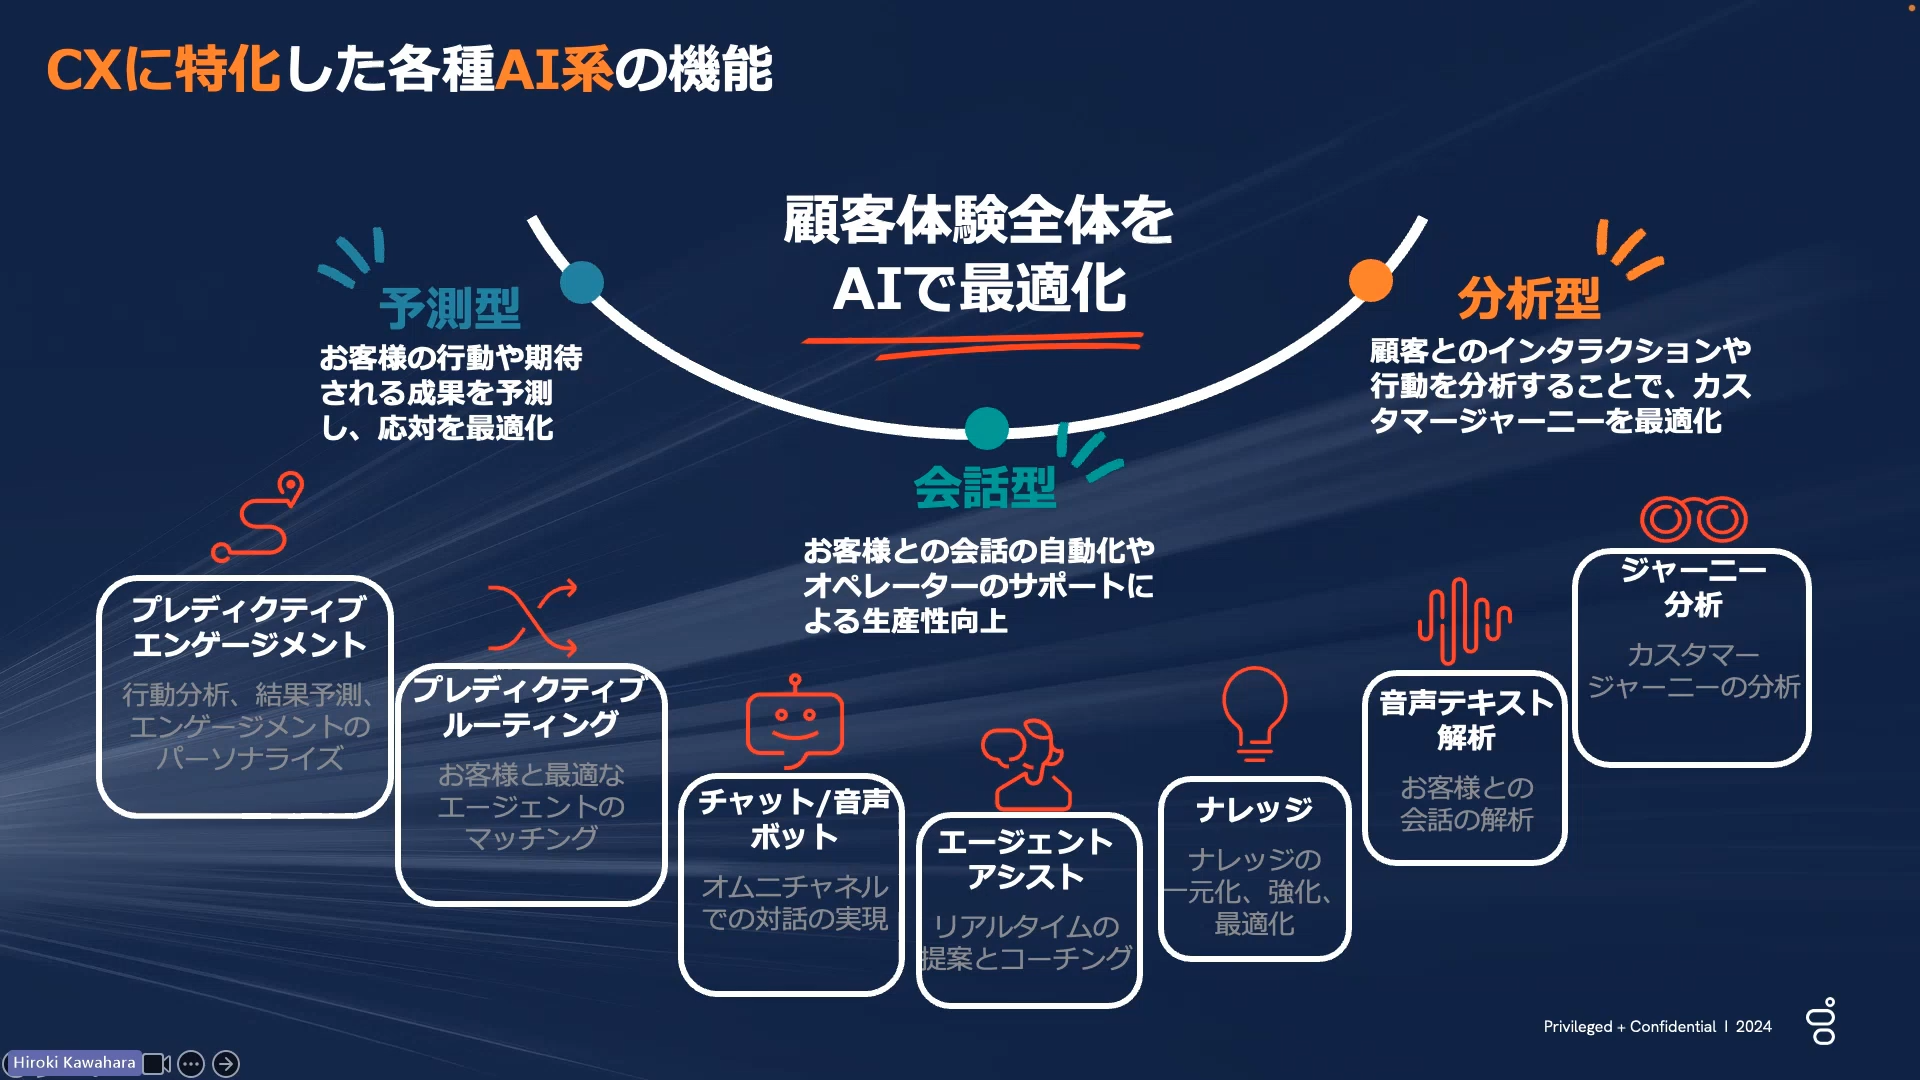 CXに特化した各種AI系の機能
顧客体験全体を
AIで最適化
予測型
お客様の行動や期待
される成果を予測
し、応対を最適化
分析型
顧客とのインタラクションや
行動を分析することで、カス
タマージャーニーを最適化
会話型
お客様との会話の自動化や
オペレーターのサポートに
よる生産性向上
プレディクティブ
エンゲージメント
行動分析、結果予測、
エンゲージメントの
パーソナライズ
プレディクティブ
ルーティング
お客様と最適な
エージェントの
マッチング
チャット/音声
ボット
オムニチャネル
での対話の実現
エージェント
アシスト
リアルタイムの
提案とコーチング
ナレッジ
ナレッジの
一元化、強化、
最適化
音声テキスト
解析
お客様との
会話の解析
ジャーニー
分析
カスタマー
ジャーニーの分析
Privileged + Confidential | 2024
Hiroki Kawahara